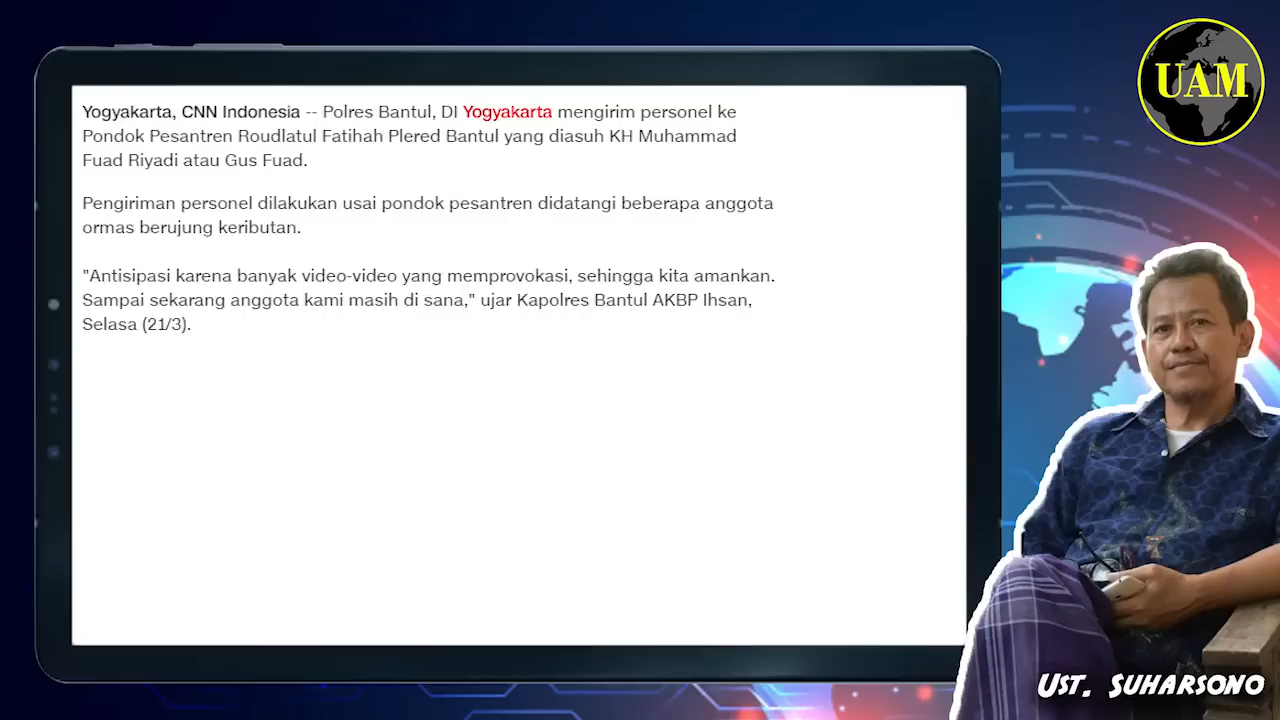 Yogyakarta, CNN Indonesia -- Polres Bantul, DI Yogyakarta mengirim personel ke
Pondok Pesantren Roudlatul Fatihah Plered Bantul yang diasuh KH Muhammad
Fuad Riyadi atau Gus Fuad.
Pengiriman personel dilakukan usai pondok pesantren didatangi beberapa anggota
ormas berujung keributan.
"Antisipasi karena banyak video-video yang memprovokasi, sehingga kita amankan.
Sampai sekarang anggota kami masih di sana," ujar Kapolres Bantul AKBP Ihsan,
Selasa (21/3).
UAM
UST. SUHARSONO